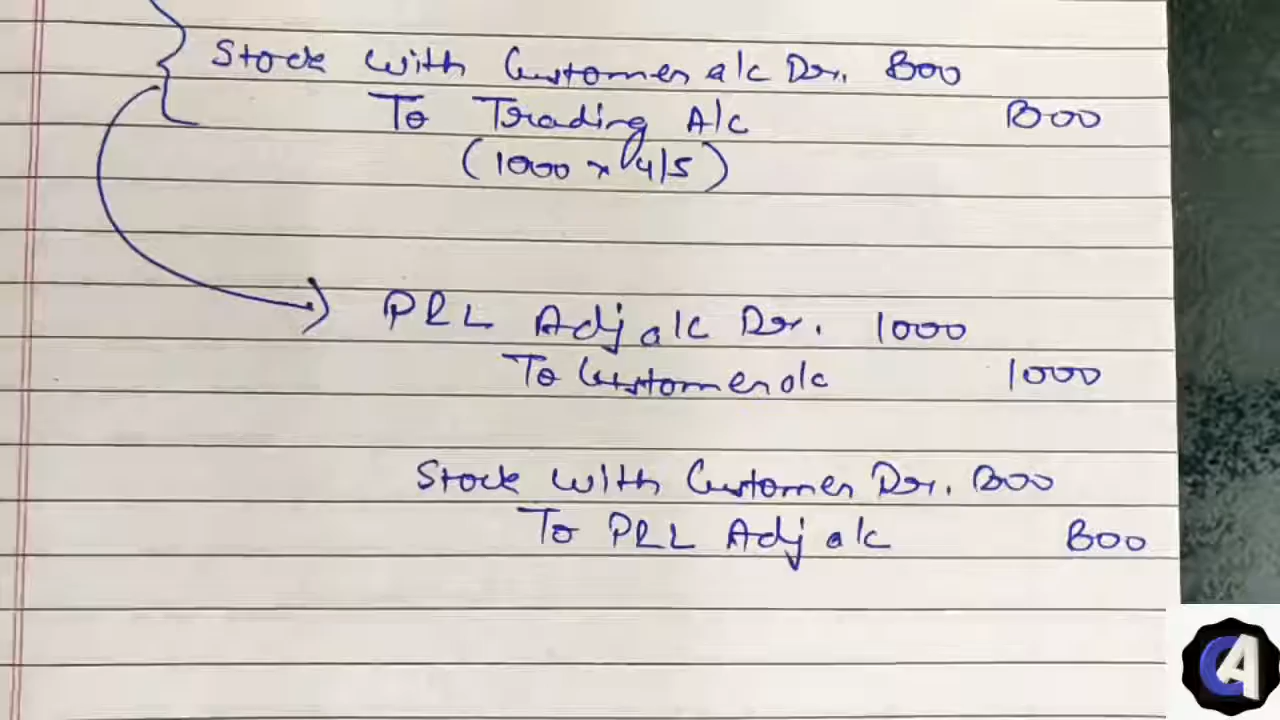 Stock with Customer a/c Dr. 800
To Trading A/c 800
(1000 x 4/5)
P&L Adj a/c Dr. 1000
To Customer a/c 1000
Stock with Customer Dr. 800
To P&L Adj a/c 800
CA